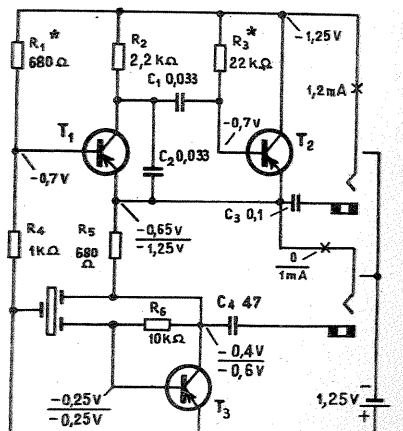 -1,25V
R1*
680Ω
R2
2,2 kΩ
R3*
22 kΩ
C1 0,033
1,2mA
T1
-0,7V
T2
-0,7V
C2 0,033
C3 0,1
-0,65V
-1,25V
R4
1kΩ
R5
680
Ω
0
1mA
R6
10kΩ
C4 47
-0,4V
-0,6V
-0,25V
-0,25V
T3
1,25V
-
+